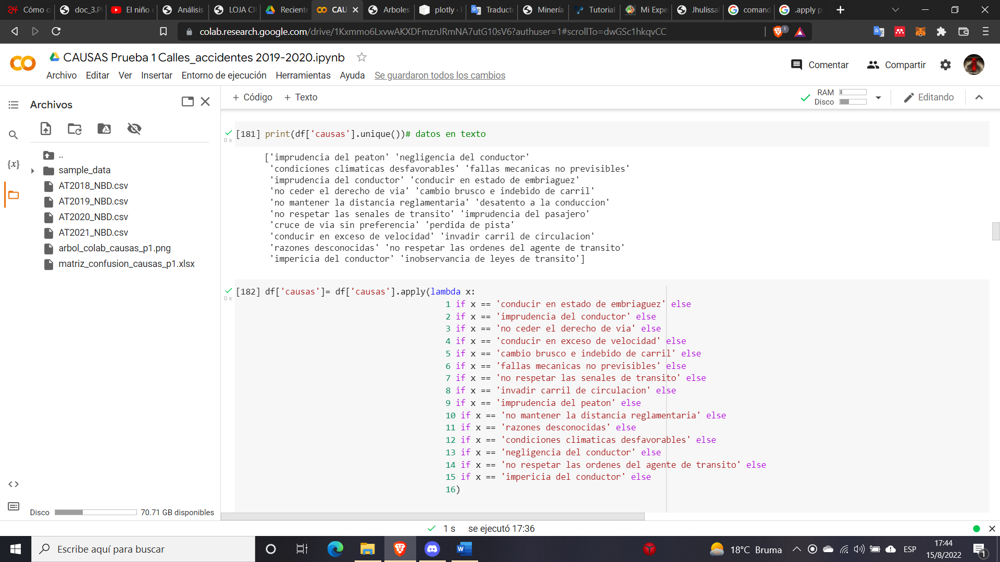 Cómo c
doc_3.P
El niño
Análisis
LOJA CI
Reciente
CAU
Arboles
plotly ·
Traducto
Minería
Tutorial
Mi Expe
Jhulissa
comand
.apply p
colab.research.google.com/drive/1Kxmmo6LxvwAKXDFmznJRmNA7utG10sV6?authuser=1#scrollTo=dwGSc1hkqvCC
1
CAUSAS Prueba 1 Calles_accidentes 2019-2020.ipynb
Comentar
Compartir
Archivo Editar Ver Insertar Entorno de ejecución Herramientas Ayuda Se guardaron todos los cambios
Archivos
+ Código + Texto
RAM
Disco
Editando
..
sample_data
AT2018_NBD.csv
AT2019_NBD.csv
AT2020_NBD.csv
AT2021_NBD.csv
arbol_colab_causas_p1.png
matriz_confusion_causas_p1.xlsx
Disco
70.71 GB disponibles
{x}
<>
0 s
[181] print(df['causas'].unique())# datos en texto
['imprudencia del peaton' 'negligencia del conductor'
'condiciones climaticas desfavorables' 'fallas mecanicas no previsibles'
'imprudencia del conductor' 'conducir en estado de embriaguez'
'no ceder el derecho de via' 'cambio brusco e indebido de carril'
'no mantener la distancia reglamentaria' 'desatento a la conduccion'
'no respetar las senales de transito' 'imprudencia del pasajero'
'cruce de via sin preferencia' 'perdida de pista'
'conducir en exceso de velocidad' 'invadir carril de circulacion'
'razones desconocidas' 'no respetar las ordenes del agente de transito'
'impericia del conductor' 'inobservancia de leyes de transito']
0 s
[182] df['causas']= df['causas'].apply(lambda x:
1 if x == 'conducir en estado de embriaguez' else
2 if x == 'imprudencia del conductor' else
3 if x == 'no ceder el derecho de via' else
4 if x == 'conducir en exceso de velocidad' else
5 if x == 'cambio brusco e indebido de carril' else
6 if x == 'fallas mecanicas no previsibles' else
7 if x == 'no respetar las senales de transito' else
8 if x == 'invadir carril de circulacion' else
9 if x == 'imprudencia del peaton' else
10 if x == 'no mantener la distancia reglamentaria' else
11 if x == 'razones desconocidas' else
12 if x == 'condiciones climaticas desfavorables' else
13 if x == 'negligencia del conductor' else
14 if x == 'no respetar las ordenes del agente de transito' else
15 if x == 'impericia del conductor' else
16)
1 s se ejecutó 17:36
Escribe aquí para buscar
18°C Bruma
ESP
17:44
15/8/2022
1